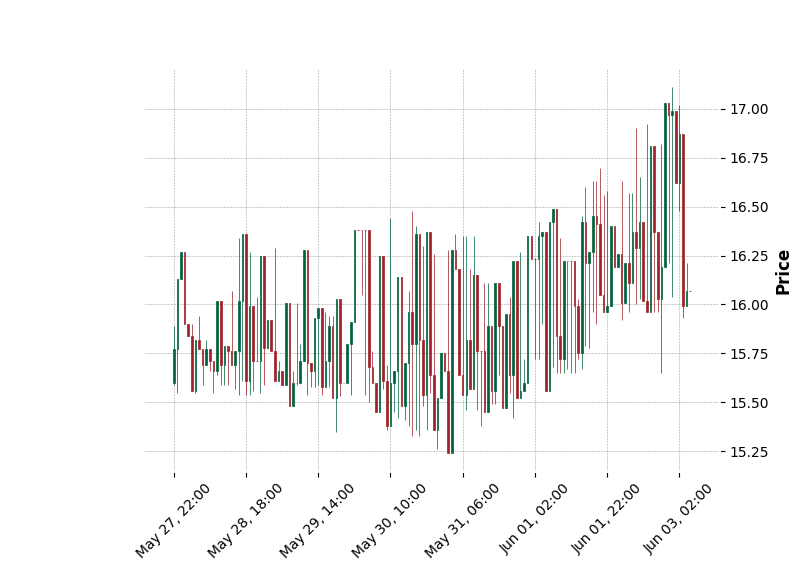 17.00
16.75
16.50
16.25
16.00
15.75
15.50
15.25
Price
May 27, 22:00
May 28, 18:00
May 29, 14:00
May 30, 10:00
May 31, 06:00
Jun 01, 02:00
Jun 01, 22:00
Jun 03, 02:00